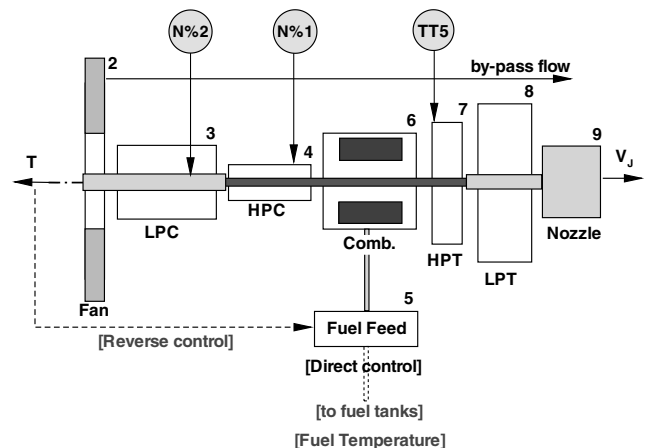 N%2
N%1
TT5
2
by-pass flow
8
7
6
9
3
4
T
V_J
LPC
HPC
Comb.
HPT
LPT
Nozzle
Fan
5
Fuel Feed
[Reverse control]
[Direct control]
[to fuel tanks]
[Fuel Temperature]